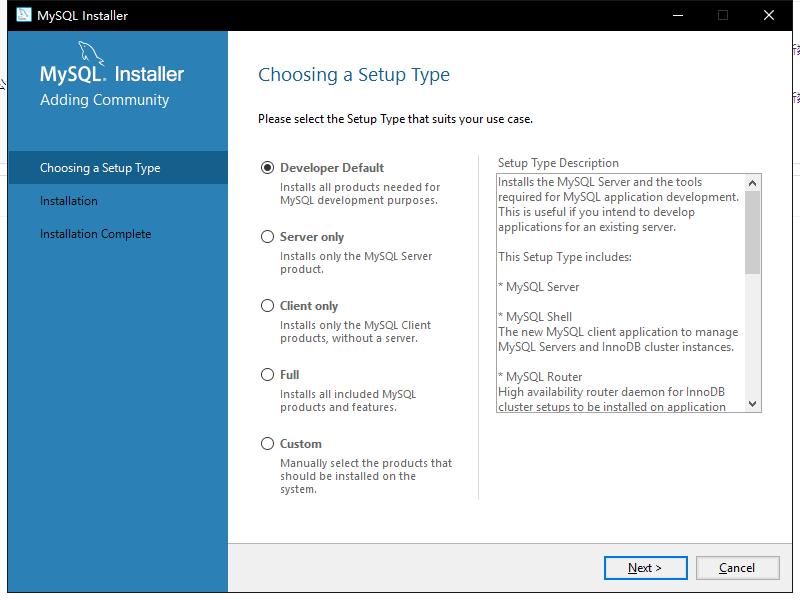 MySQL Installer
MySQL. Installer
Adding Community
Choosing a Setup Type
Installation
Installation Complete
Choosing a Setup Type
Please select the Setup Type that suits your use case.
Developer Default
Installs all products needed for
MySQL development purposes.
Server only
Installs only the MySQL Server
product.
Client only
Installs only the MySQL Client
products, without a server.
Full
Installs all included MySQL
products and features.
Custom
Manually select the products that
should be installed on the
system.
Setup Type Description
Installs the MySQL Server and the tools
required for MySQL application development.
This is useful if you intend to develop
applications for an existing server.
This Setup Type includes:
* MySQL Server
* MySQL Shell
The new MySQL client application to manage
MySQL Servers and InnoDB cluster instances.
* MySQL Router
High availability router daemon for InnoDB
cluster setups to be installed on application
Next >
Cancel